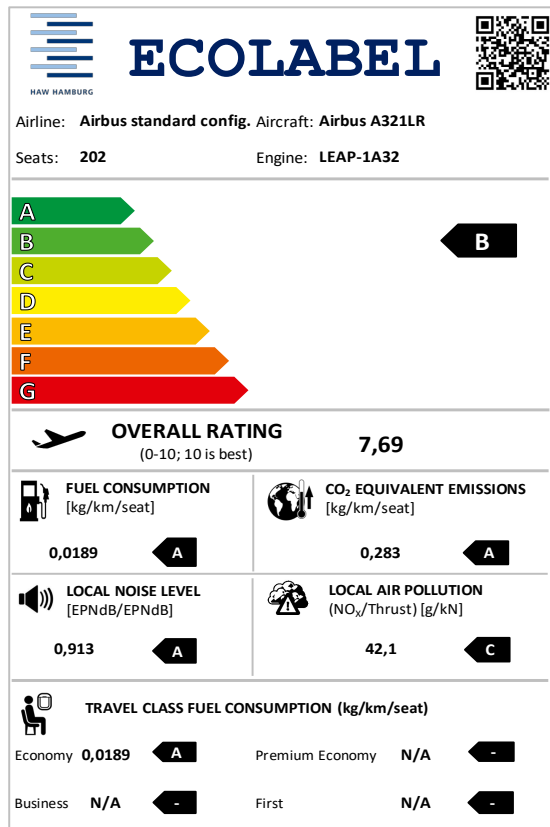 ECOLABEL
HAW HAMBURG
Airline: Airbus standard config. Aircraft: Airbus A321LR
Seats: 202 Engine: LEAP-1A32
A
B B
C
D
E
F
G
OVERALL RATING
(0-10; 10 is best) 7,69
FUEL CONSUMPTION
[kg/km/seat]
0,0189 A
CO₂ EQUIVALENT EMISSIONS
[kg/km/seat]
0,283 A
LOCAL NOISE LEVEL
[EPNdB/EPNdB]
0,913 A
LOCAL AIR POLLUTION
(NOₓ/Thrust) [g/kN]
42,1 C
TRAVEL CLASS FUEL CONSUMPTION (kg/km/seat)
Economy 0,0189 A Premium Economy N/A -
Business N/A - First N/A -